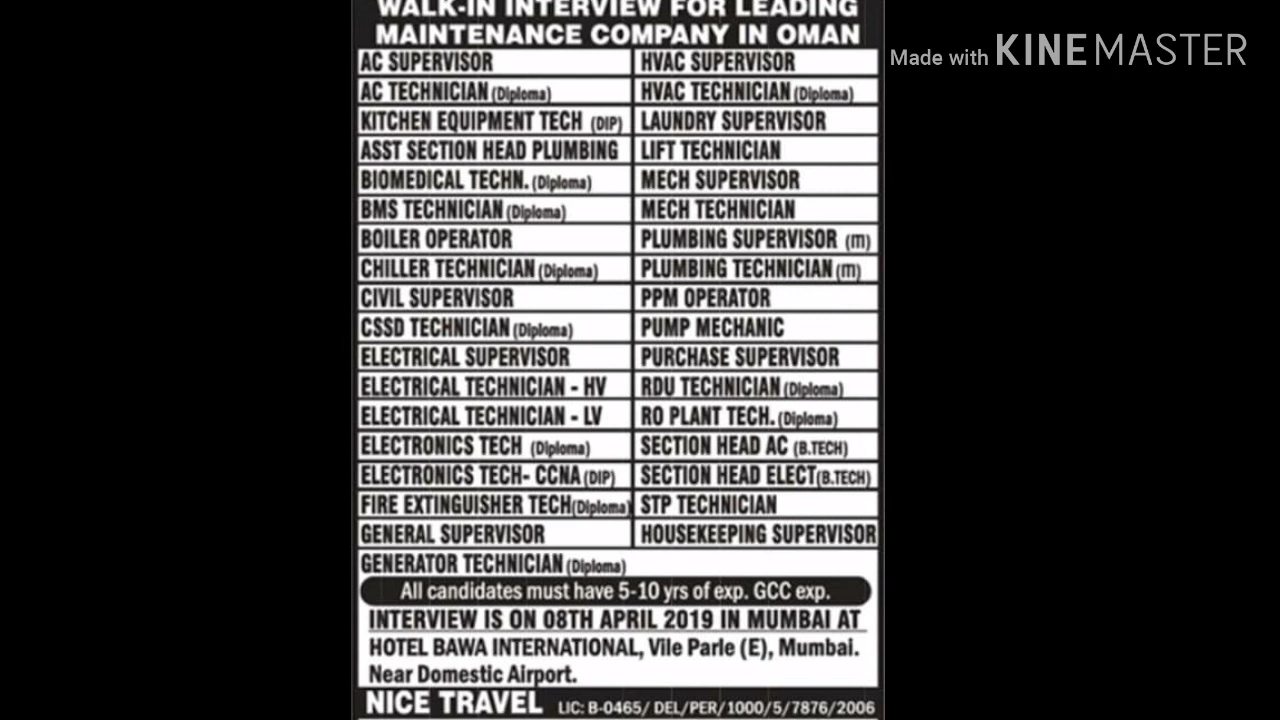 WALK-IN INTERVIEW FOR LEADING
MAINTENANCE COMPANY IN OMAN
Made with KINEMASTER
AC SUPERVISOR
HVAC SUPERVISOR
AC TECHNICIAN (Diploma)
HVAC TECHNICIAN (Diploma)
KITCHEN EQUIPMENT TECH (DIP)
LAUNDRY SUPERVISOR
ASST SECTION HEAD PLUMBING
LIFT TECHNICIAN
BIOMEDICAL TECHN. (Diploma)
MECH SUPERVISOR
BMS TECHNICIAN (Diploma)
MECH TECHNICIAN
BOILER OPERATOR
PLUMBING SUPERVISOR (ITI)
CHILLER TECHNICIAN (Diploma)
PLUMBING TECHNICIAN (ITI)
CIVIL SUPERVISOR
PPM OPERATOR
CSSD TECHNICIAN (Diploma)
PUMP MECHANIC
ELECTRICAL SUPERVISOR
PURCHASE SUPERVISOR
ELECTRICAL TECHNICIAN - HV
RDU TECHNICIAN (Diploma)
ELECTRICAL TECHNICIAN - LV
RO PLANT TECH. (Diploma)
ELECTRONICS TECH (Diploma)
SECTION HEAD AC (B.TECH)
ELECTRONICS TECH- CCNA (DIP)
SECTION HEAD ELECT (B.TECH)
FIRE EXTINGUISHER TECH (Diploma)
STP TECHNICIAN
GENERAL SUPERVISOR
HOUSEKEEPING SUPERVISOR
GENERATOR TECHNICIAN (Diploma)
All candidates must have 5-10 yrs of exp. GCC exp.
INTERVIEW IS ON 08TH APRIL 2019 IN MUMBAI AT
HOTEL BAWA INTERNATIONAL, Vile Parle (E), Mumbai.
Near Domestic Airport.
NICE TRAVEL LIC: B-0465/ DEL/PER/1000/5/7876/2006